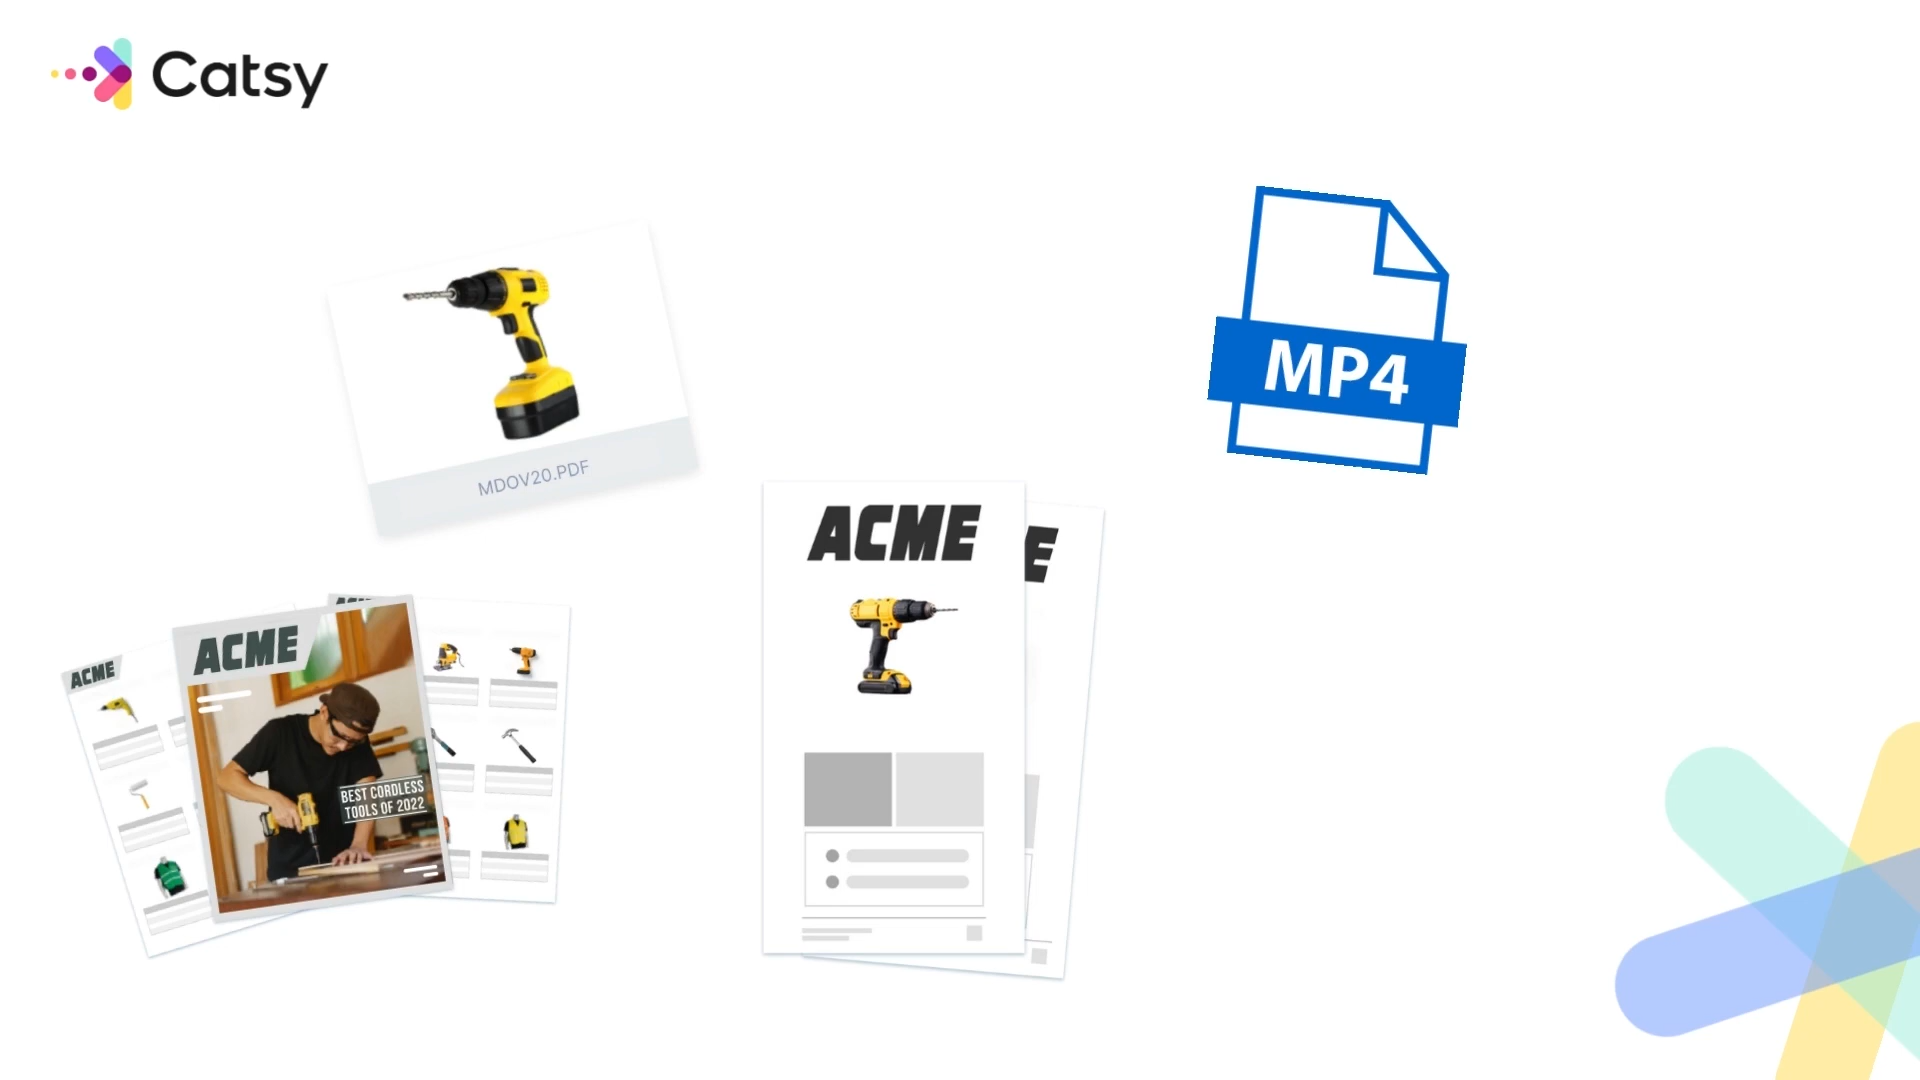 Catsy
MDOV20.PDF
MP4
ACME
E
ACME
ACME
BEST CORDLESS
TOOLS OF 2022